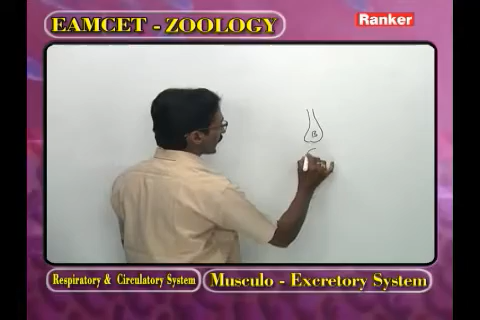 EAMCET - ZOOLOGY
Ranker
B
Respiratory & Circulatory System
Musculo - Excretory System